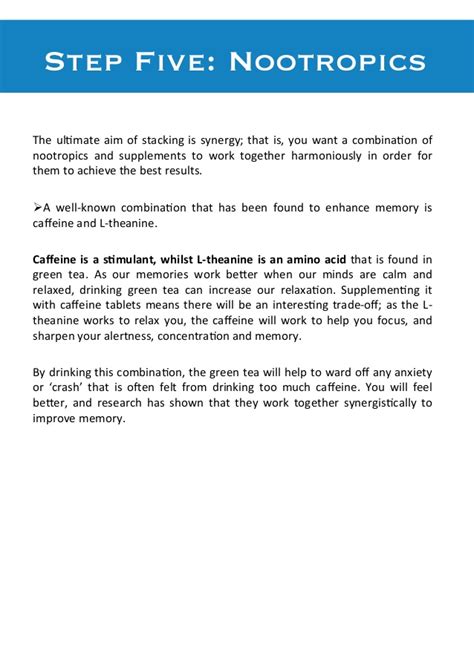 STEP FIVE: NOOTROPICS
The ultimate aim of stacking is synergy; that is, you want a combination of
nootropics and supplements to work together harmoniously in order for
them to achieve the best results.
➢A well-known combination that has been found to enhance memory is
caffeine and L-theanine.
Caffeine is a stimulant, whilst L-theanine is an amino acid that is found in
green tea. As our memories work better when our minds are calm and
relaxed, drinking green tea can increase our relaxation. Supplementing it
with caffeine tablets means there will be an interesting trade-off; as the L-
theanine works to relax you, the caffeine will work to help you focus, and
sharpen your alertness, concentration and memory.
By drinking this combination, the green tea will help to ward off any anxiety
or ‘crash’ that is often felt from drinking too much caffeine. You will feel
better, and research has shown that they work together synergistically to
improve memory.